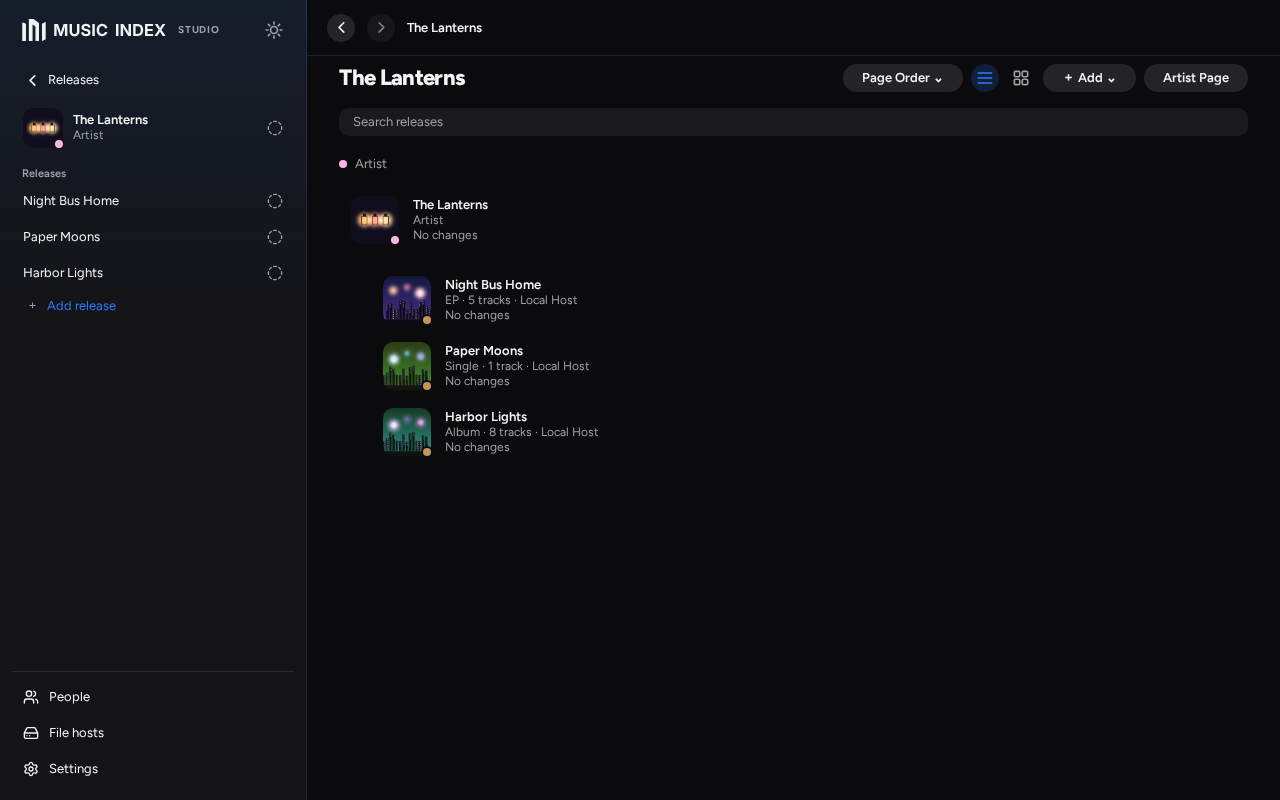 MUSIC INDEX STUDIO
Releases
The Lanterns
Artist
Releases
Night Bus Home
Paper Moons
Harbor Lights
+ Add release
People
File hosts
Settings
The Lanterns
The Lanterns
Page Order
+ Add
Artist Page
Search releases
Artist
The Lanterns
Artist
No changes
Night Bus Home
EP · 5 tracks · Local Host
No changes
Paper Moons
Single · 1 track · Local Host
No changes
Harbor Lights
Album · 8 tracks · Local Host
No changes